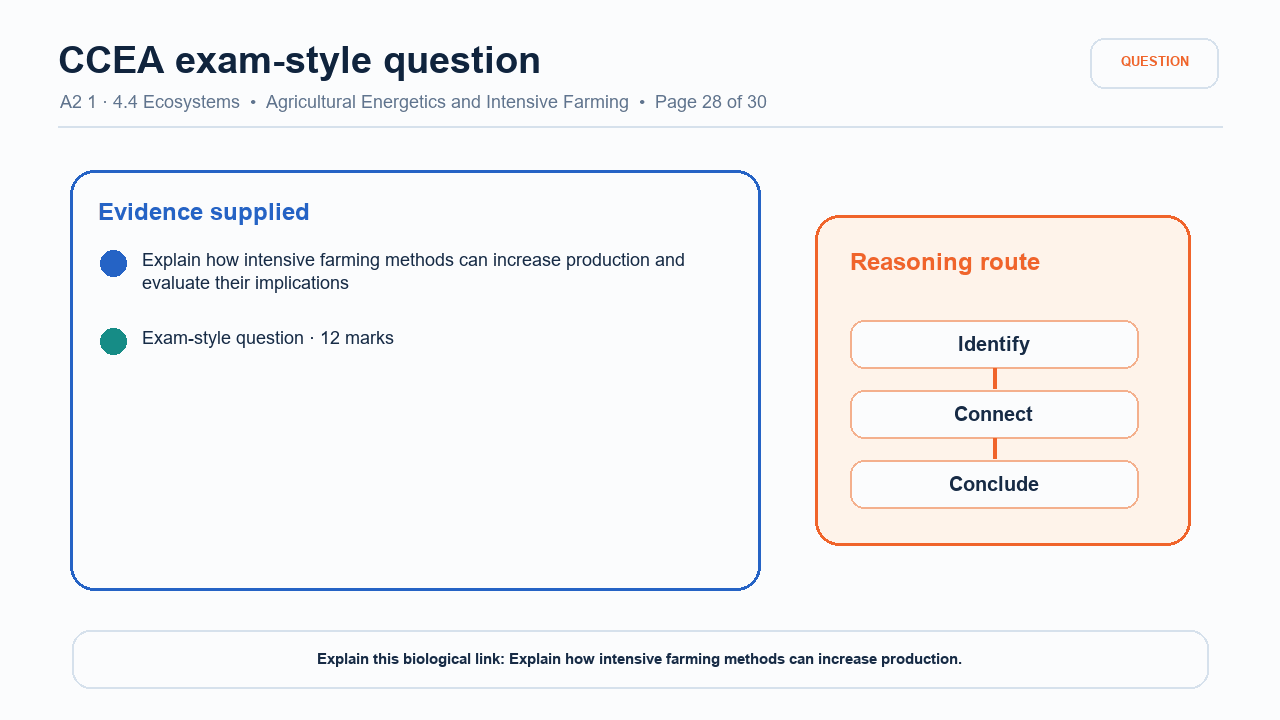 CCEA exam-style question
QUESTION
A2 1 · 4.4 Ecosystems • Agricultural Energetics and Intensive Farming • Page 28 of 30
Evidence supplied
Explain how intensive farming methods can increase production and
evaluate their implications
Exam-style question · 12 marks
Reasoning route
Identify
Connect
Conclude
Explain this biological link: Explain how intensive farming methods can increase production.